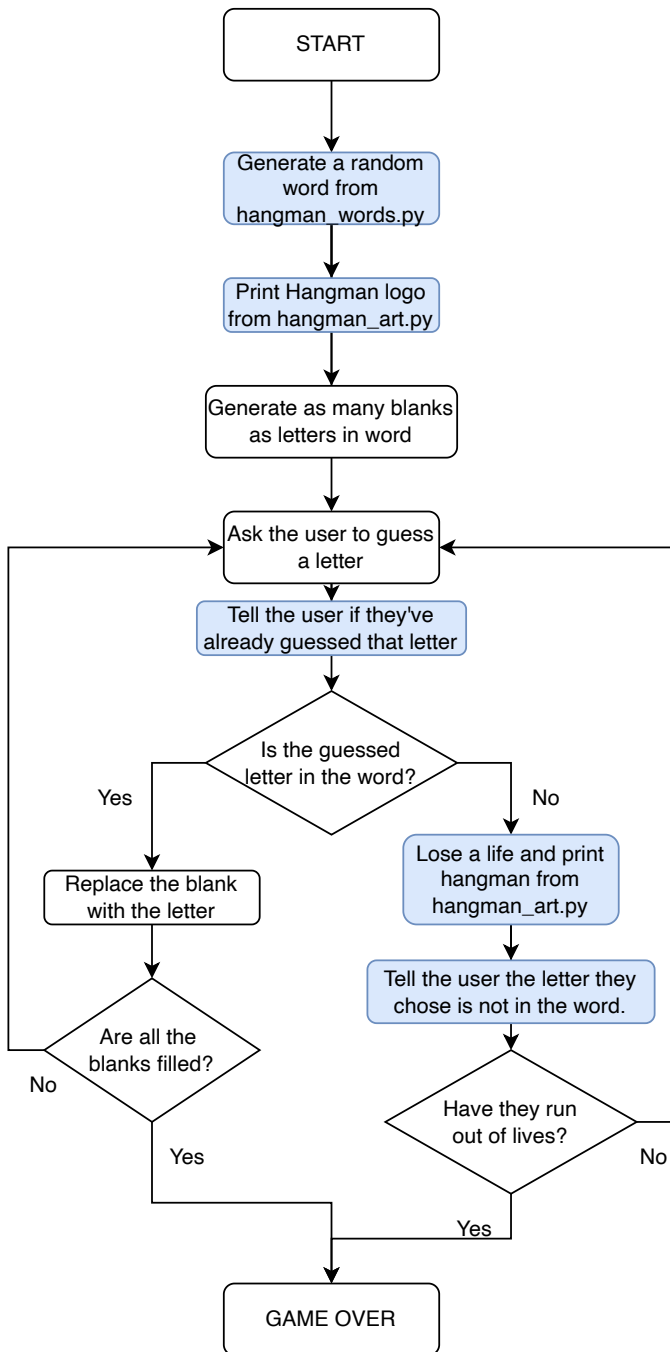 START
Generate a random
word from
hangman_words.py
Print Hangman logo
from hangman_art.py
Generate as many blanks
as letters in word
Ask the user to guess
a letter
Tell the user if they've
already guessed that letter
Is the guessed
letter in the word?
Yes
No
Replace the blank
with the letter
Lose a life and print
hangman from
hangman_art.py
Tell the user the letter they
chose is not in the word.
Are all the
blanks filled?
No
Yes
Have they run
out of lives?
No
Yes
GAME OVER